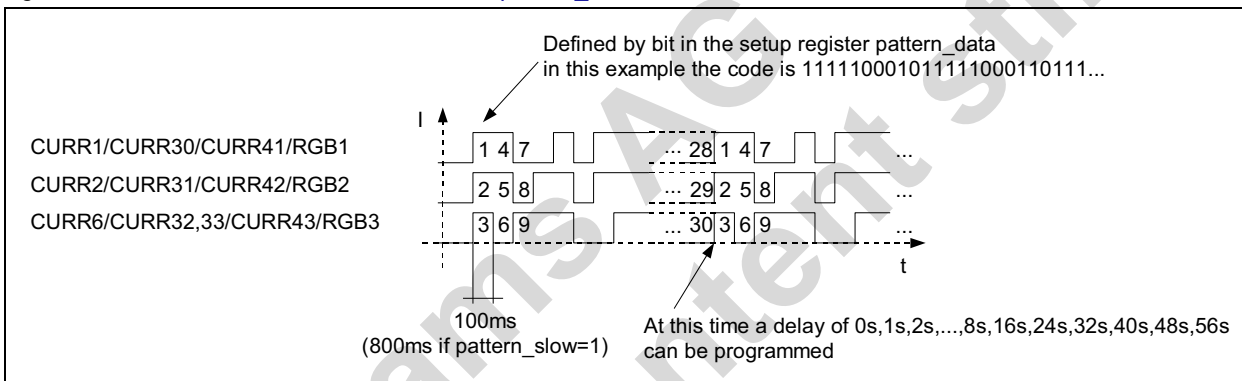 Defined by bit in the setup register pattern_data
in this example the code is 111110001011111000110111...
I
CURR1/CURR30/CURR41/RGB1
1 4 7 ... 28 1 4 7 ...
CURR2/CURR31/CURR42/RGB2
2 5 8 ... 29 2 5 8 ...
CURR6/CURR32,33/CURR43/RGB3
3 6 9 ... 30 3 6 9 ...
t
100ms
(800ms if pattern_slow=1)
At this time a delay of 0s,1s,2s,...,8s,16s,24s,32s,40s,48s,56s
can be programmed
ams AG